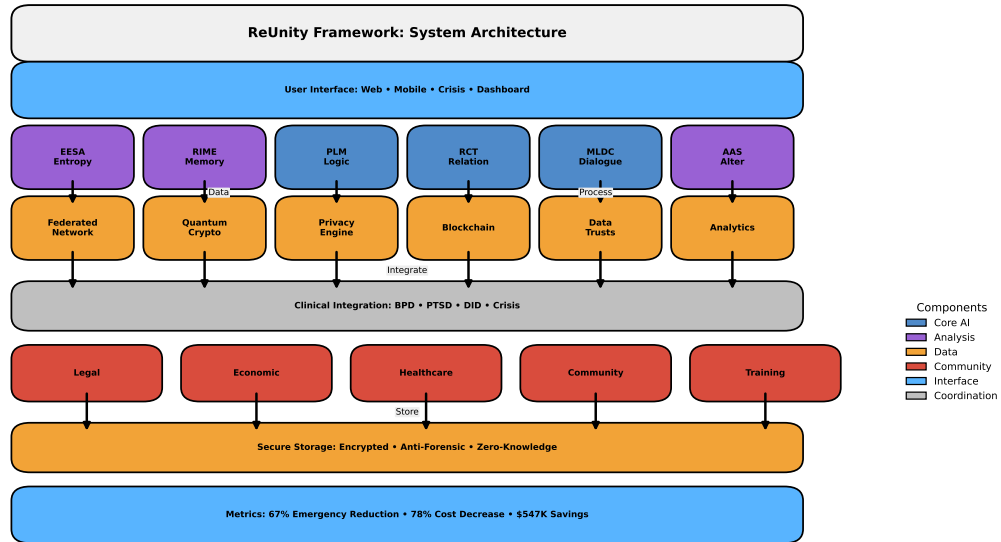 ReUnity Framework: System Architecture
User Interface: Web • Mobile • Crisis • Dashboard
EESA
Entropy
RIME
Memory
PLM
Logic
RCT
Relation
MLDC
Dialogue
AAS
Alter
Data
Process
Federated
Network
Quantum
Crypto
Privacy
Engine
Blockchain
Data
Trusts
Analytics
Integrate
Clinical Integration: BPD • PTSD • DID • Crisis
Legal
Economic
Healthcare
Community
Training
Store
Secure Storage: Encrypted • Anti-Forensic • Zero-Knowledge
Metrics: 67% Emergency Reduction • 78% Cost Decrease • $547K Savings
Components
Core AI
Analysis
Data
Community
Interface
Coordination